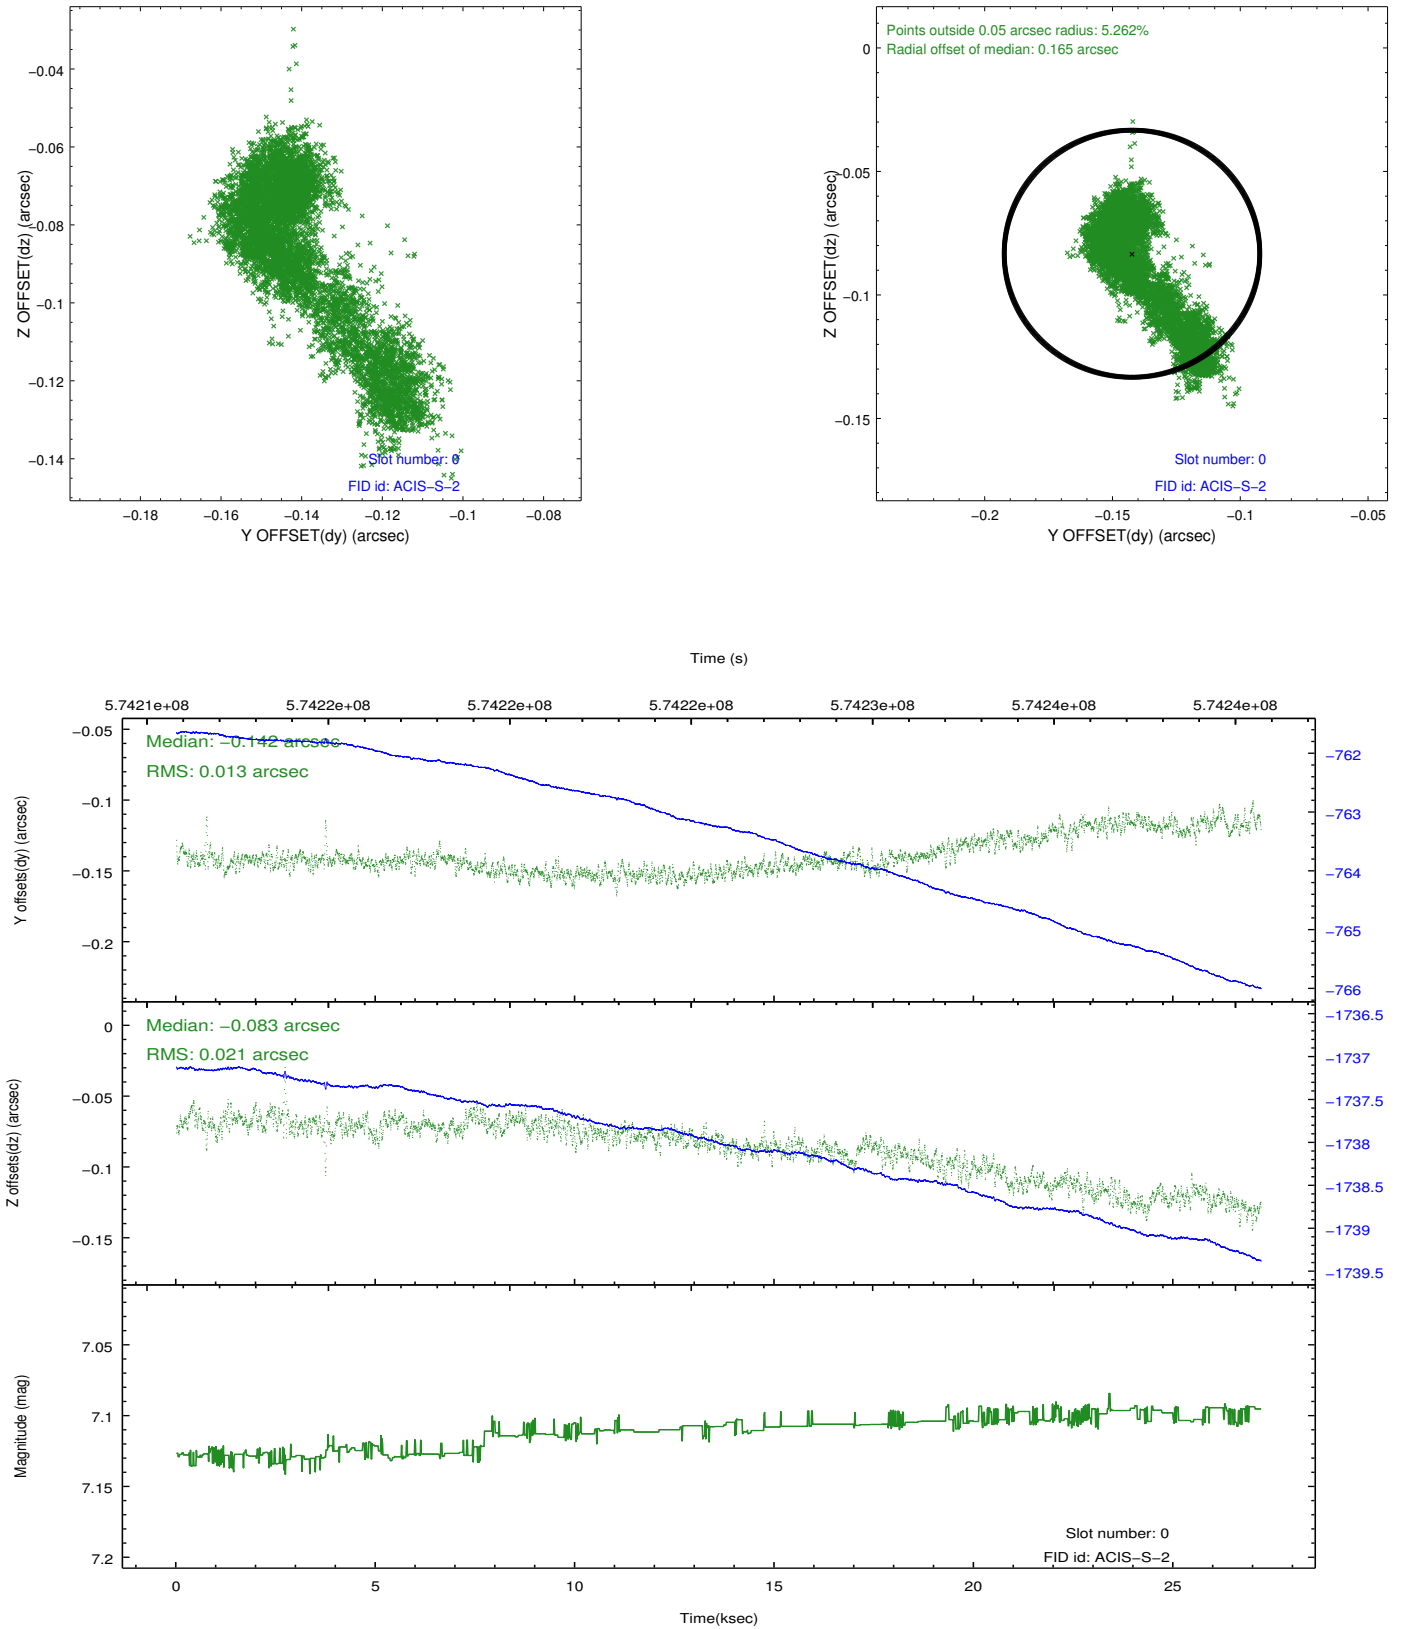 −0.04
−0.06
−0.08
−0.1
−0.12
−0.14
Z OFFSET(dz) (arcsec)
Slot number: 0
FID id: ACIS−S−2
−0.18
−0.16
−0.14
−0.12
−0.1
−0.08
Y OFFSET(dy) (arcsec)
Points outside 0.05 arcsec radius: 5.262%
Radial offset of median: 0.165 arcsec
0
−0.05
−0.1
−0.15
Z OFFSET(dz) (arcsec)
Slot number: 0
FID id: ACIS−S−2
−0.2
−0.15
−0.1
−0.05
Y OFFSET(dy) (arcsec)
Time (s)
5.7421e+08
5.7422e+08
5.7422e+08
5.7422e+08
5.7423e+08
5.7424e+08
5.7424e+08
Median: −0.142 arcsec
RMS: 0.013 arcsec
−0.05
−0.1
−0.15
−0.2
Y offsets(dy) (arcsec)
−762
−763
−764
−765
−766
Median: −0.083 arcsec
RMS: 0.021 arcsec
0
−0.05
−0.1
−0.15
Z offsets(dz) (arcsec)
−1736.5
−1737
−1737.5
−1738
−1738.5
−1739
−1739.5
7.05
7.1
7.15
7.2
Magnitude (mag)
Slot number: 0
FID id: ACIS−S−2
0
5
10
15
20
25
Time(ksec)